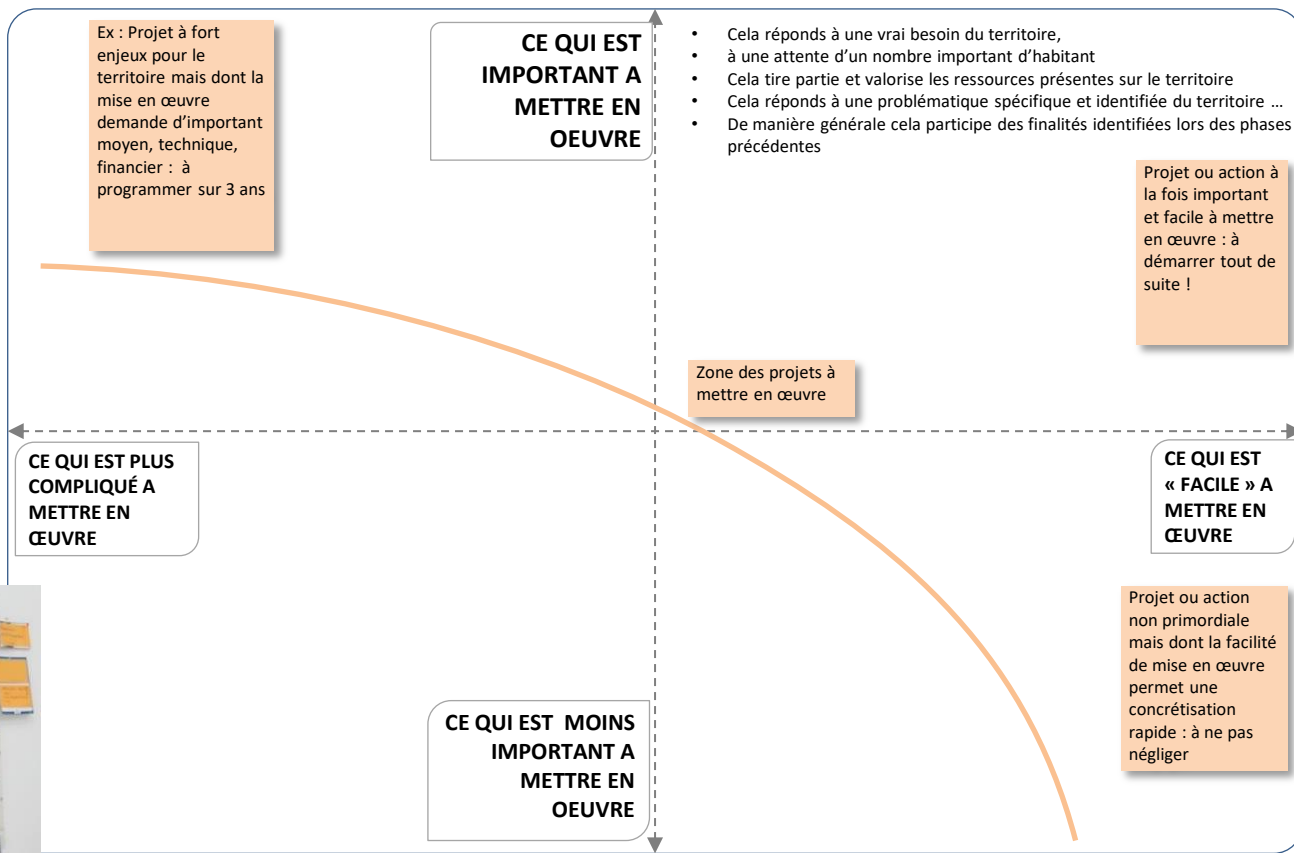 Ex : Projet à fort
enjeux pour le
territoire mais dont la
mise en œuvre
demande d’important
moyen, technique,
financier : à
programmer sur 3 ans
CE QUI EST
IMPORTANT A
METTRE EN
OEUVRE
• Cela réponds à une vrai besoin du territoire,
• à une attente d’un nombre important d’habitant
• Cela tire partie et valorise les ressources présentes sur le territoire
• Cela réponds à une problématique spécifique et identifiée du territoire …
• De manière générale cela participe des finalités identifiées lors des phases
précédentes
Projet ou action à
la fois important
et facile à mettre
en œuvre : à
démarrer tout de
suite !
Zone des projets à
mettre en œuvre
CE QUI EST PLUS
COMPLIQUÉ A
METTRE EN
ŒUVRE
CE QUI EST
« FACILE » A
METTRE EN
ŒUVRE
Projet ou action
non primordiale
mais dont la facilité
de mise en œuvre
permet une
concrétisation
rapide : à ne pas
négliger
CE QUI EST MOINS
IMPORTANT A
METTRE EN
OEUVRE